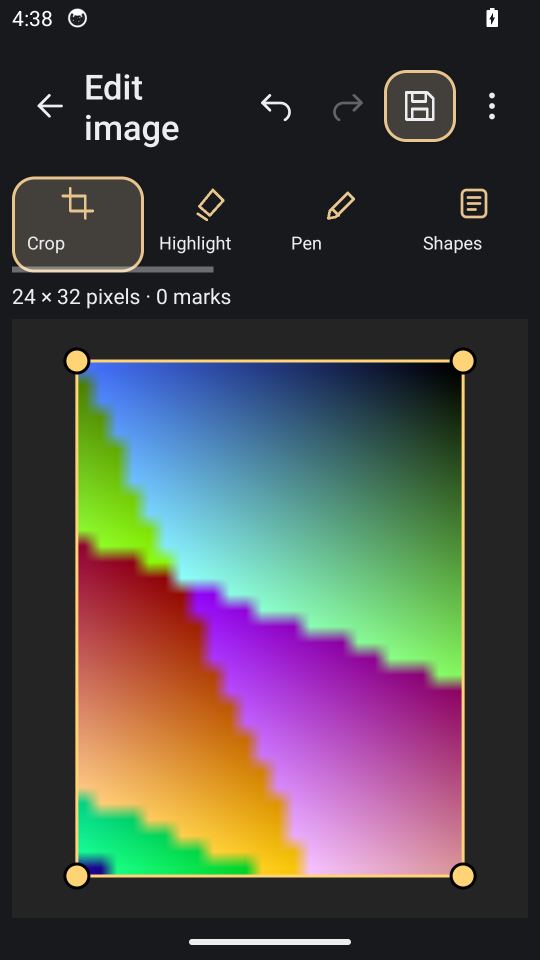 4:38
Edit
image
Crop
Highlight
Pen
Shapes
24 × 32 pixels · 0 marks